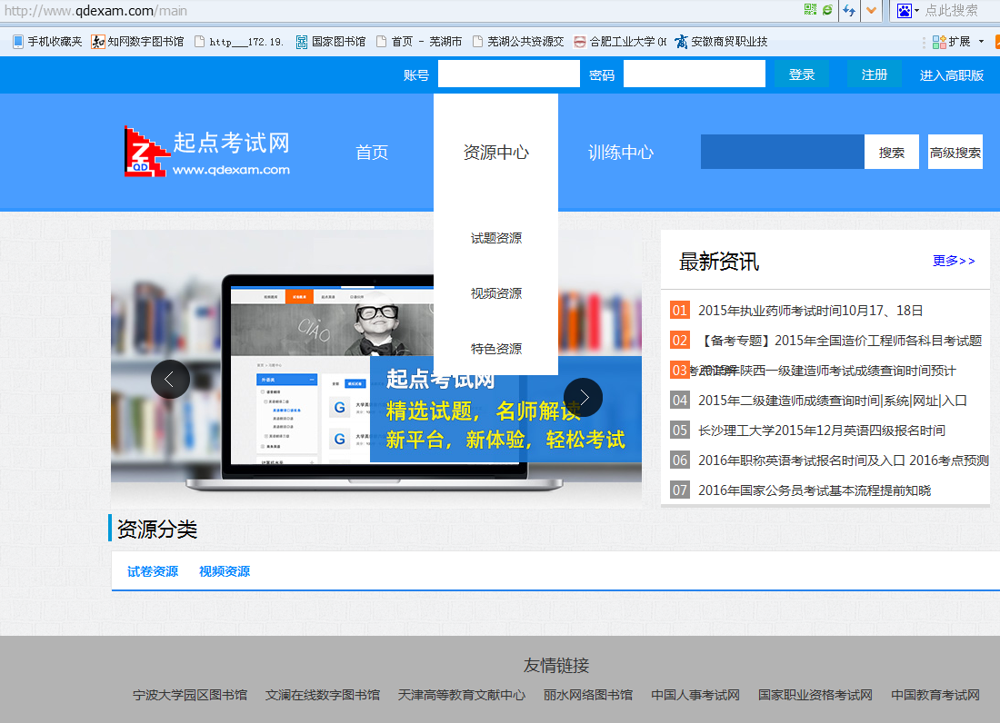 http://www.qdexam.com/main
点此搜索
手机收藏夹 知网数字图书馆 http___172.19. 国家图书馆 首页 - 芜湖市 芜湖公共资源交 合肥工业大学(H 安徽商贸职业技 扩展
账号 密码 登录 注册 进入高职版
起点考试网
www.qdexam.com
Z
QD
首页 资源中心 训练中心 搜索 高级搜索
试题资源
视频资源
特色资源
CIAO
起点考试网
精选试题，名师解读
新平台，新体验，轻松考试
最新资讯 更多>>
01 2015年执业药师考试时间10月17、18日
02 【备考专题】2015年全国造价工程师各科目考试题
03 2015年陕西一级建造师考试成绩查询时间预计
04 2015年二级建造师成绩查询时间|系统|网址|入口
05 长沙理工大学2015年12月英语四级报名时间
06 2016年职称英语考试报名时间及入口 2016考点预测
07 2016年国家公务员考试基本流程提前知晓
资源分类
试卷资源 视频资源
友情链接
宁波大学园区图书馆 文澜在线数字图书馆 天津高等教育文献中心 丽水网络图书馆 中国人事考试网 国家职业资格考试网 中国教育考试网